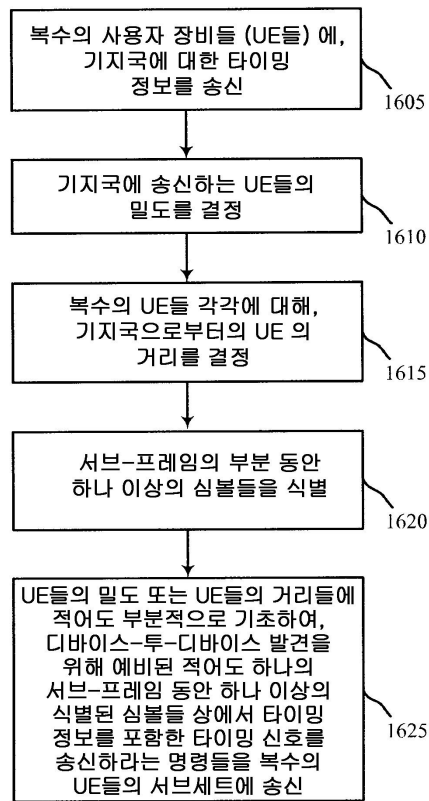 복수의 사용자 장비들 (UE들) 에,
기지국에 대한 타이밍
정보를 송신
1605
기지국에 송신하는 UE들의
밀도를 결정
1610
복수의 UE들 각각에 대해,
기지국으로부터의 UE 의
거리를 결정
1615
서브-프레임의 부분 동안
하나 이상의 심볼들을 식별
1620
UE들의 밀도 또는 UE들의 거리들에
적어도 부분적으로 기초하여,
디바이스-투-디바이스 발견을
위해 예비된 적어도 하나의
서브-프레임 동안 하나 이상의
식별된 심볼들 상에서 타이밍
정보를 포함한 타이밍 신호를
송신하라는 명령들을 복수의
UE들의 서브세트에 송신
1625